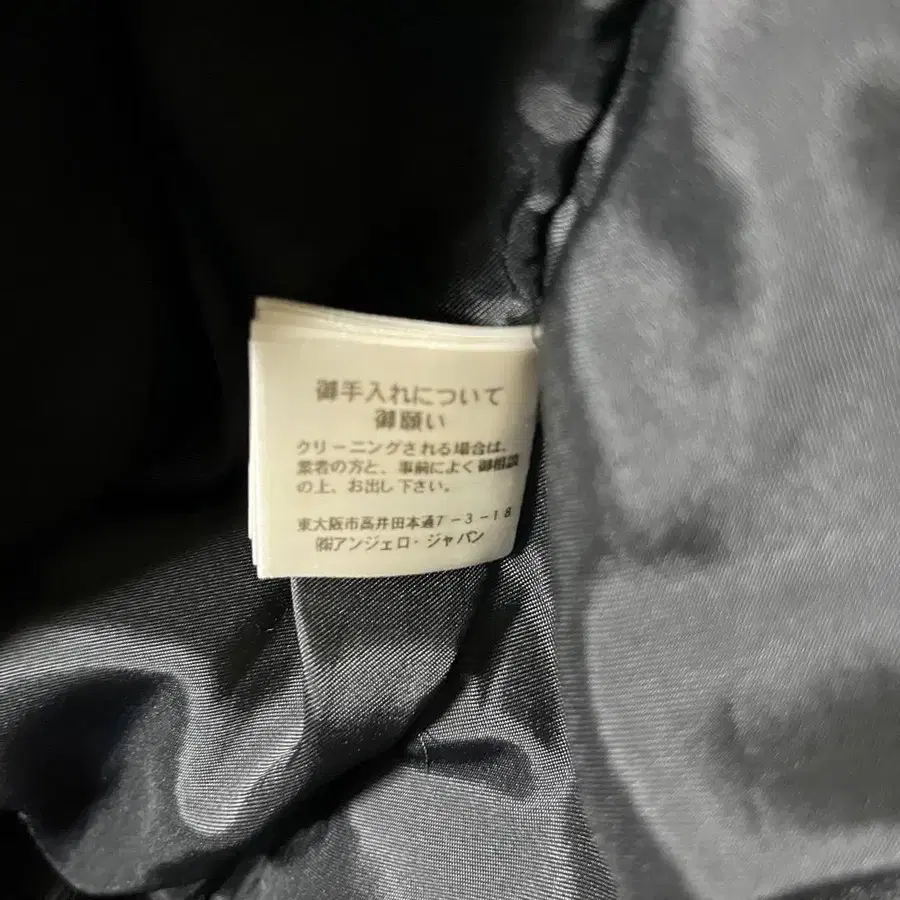 御手入れについて
御願い
クリーニングされる場合は、
業者の方と、事前によく御相談
の上、お出し下さい。
東大阪市高井田本通7-3-18
㈱アンジェロ・ジャパン